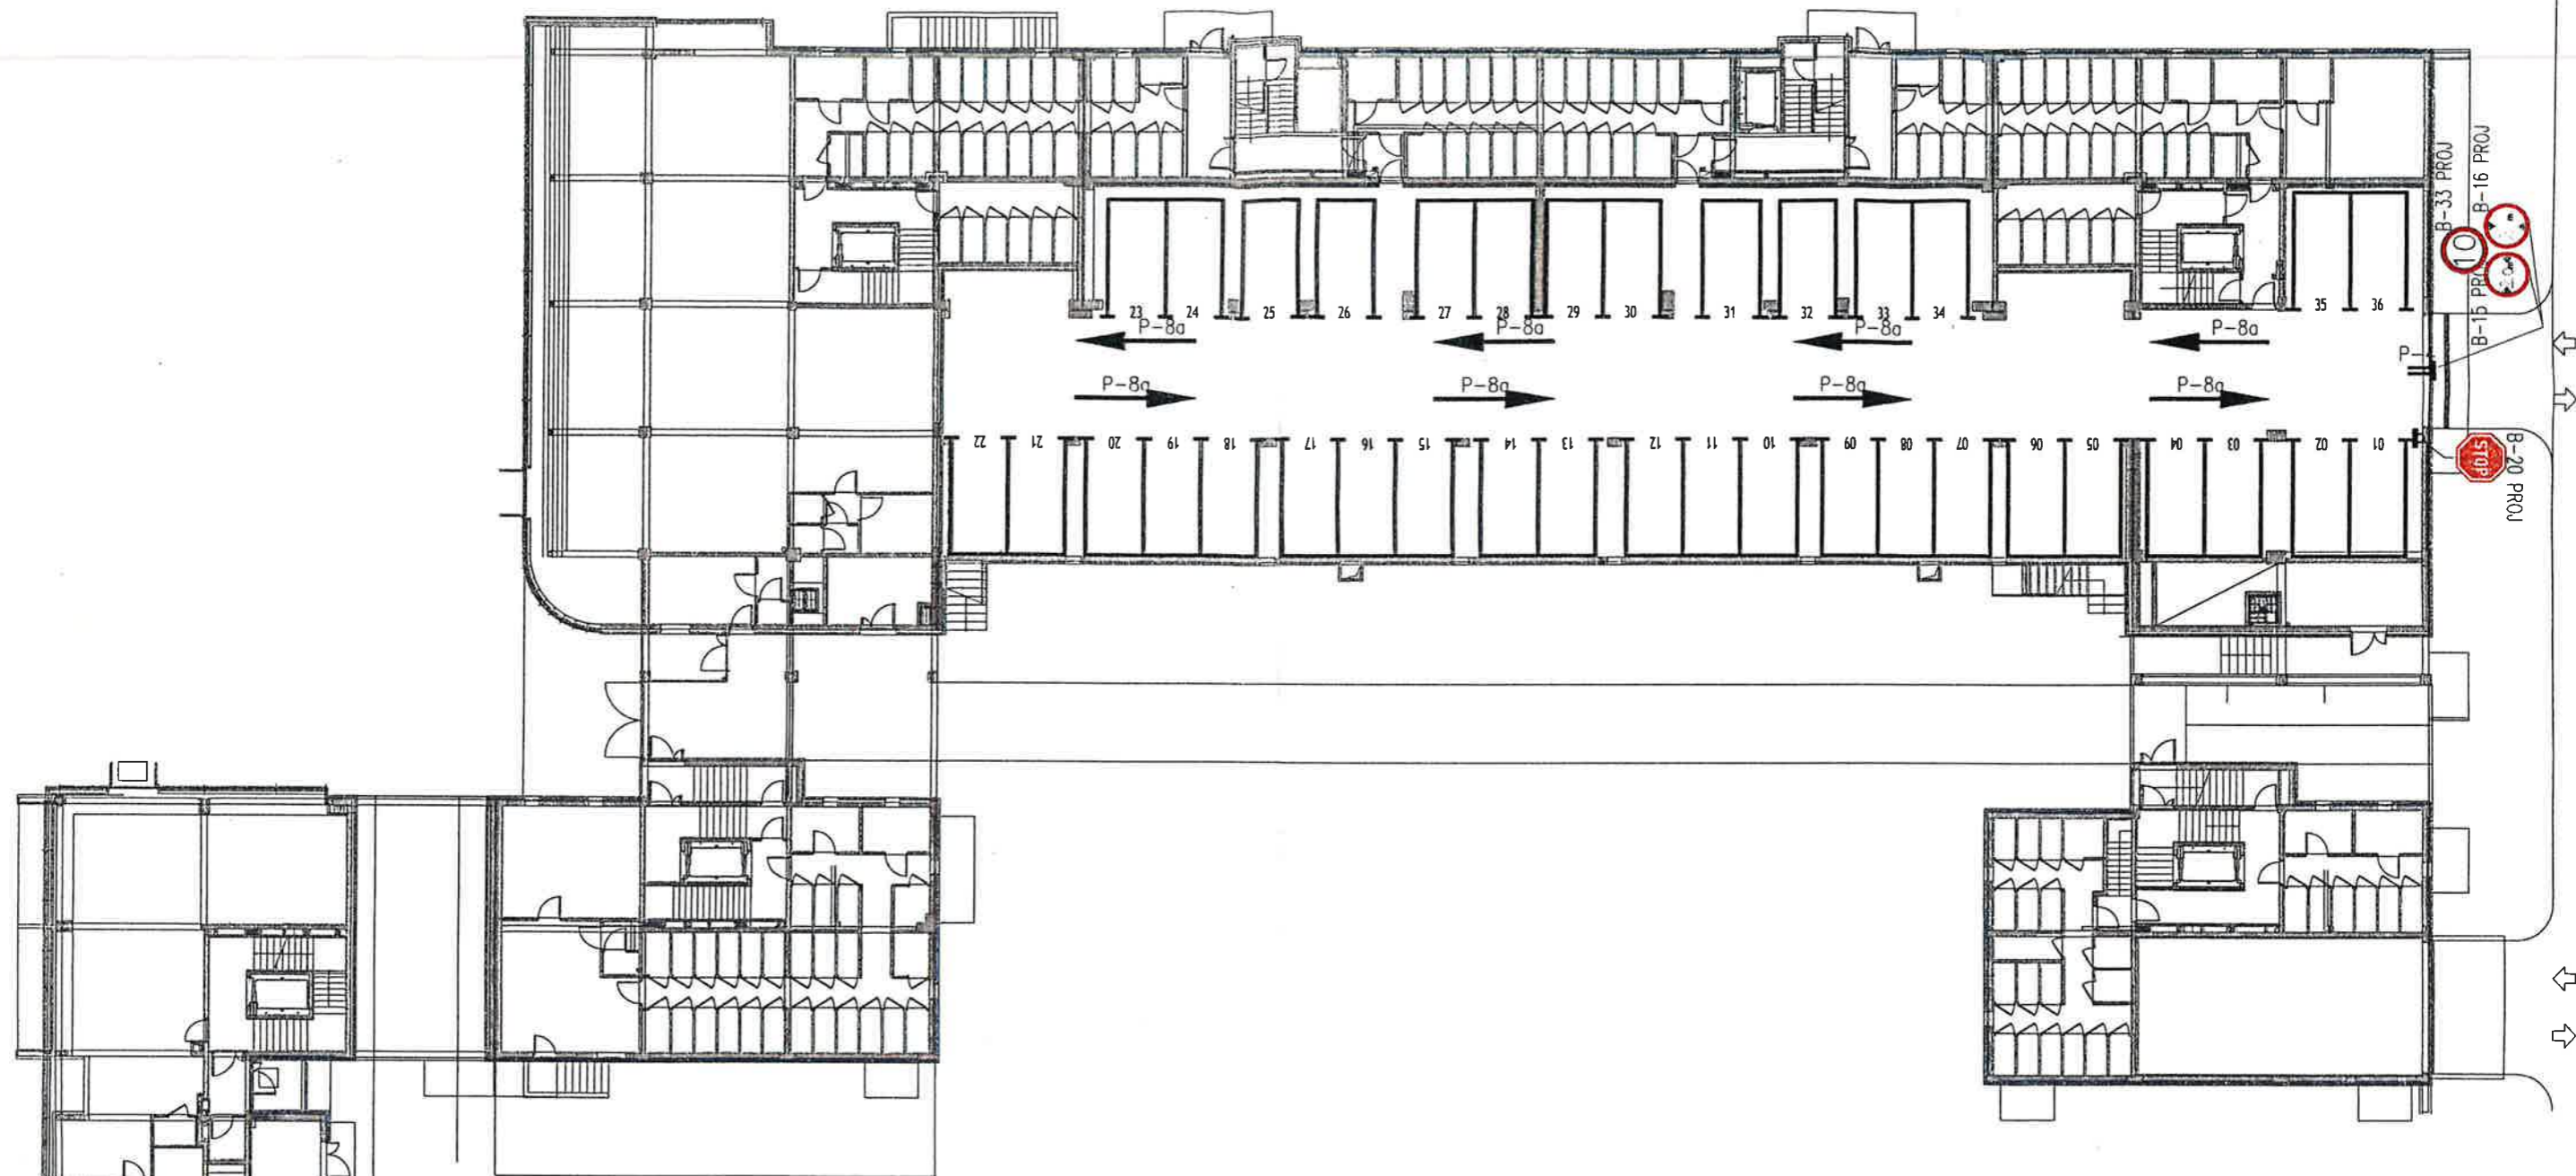 B-33 PROJ
B-16 PROJ
10
B-15 PROJ
23 24 25 26 27 28 29 30 31 32 33 34 35 36
P-8a P-8a P-8a P-8a
P-8a P-8a P-8a P-8a
22 21 20 19 18 17 16 15 14 13 12 11 10 09 08 07 06 05 04 03 02 01
STOP
B-20 PROJ